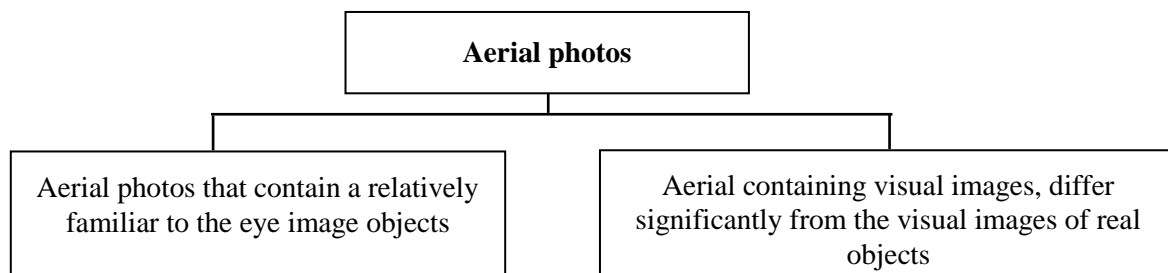 Aerial photos
Aerial photos that contain a relatively
familiar to the eye image objects
Aerial containing visual images, differ
significantly from the visual images of real
objects